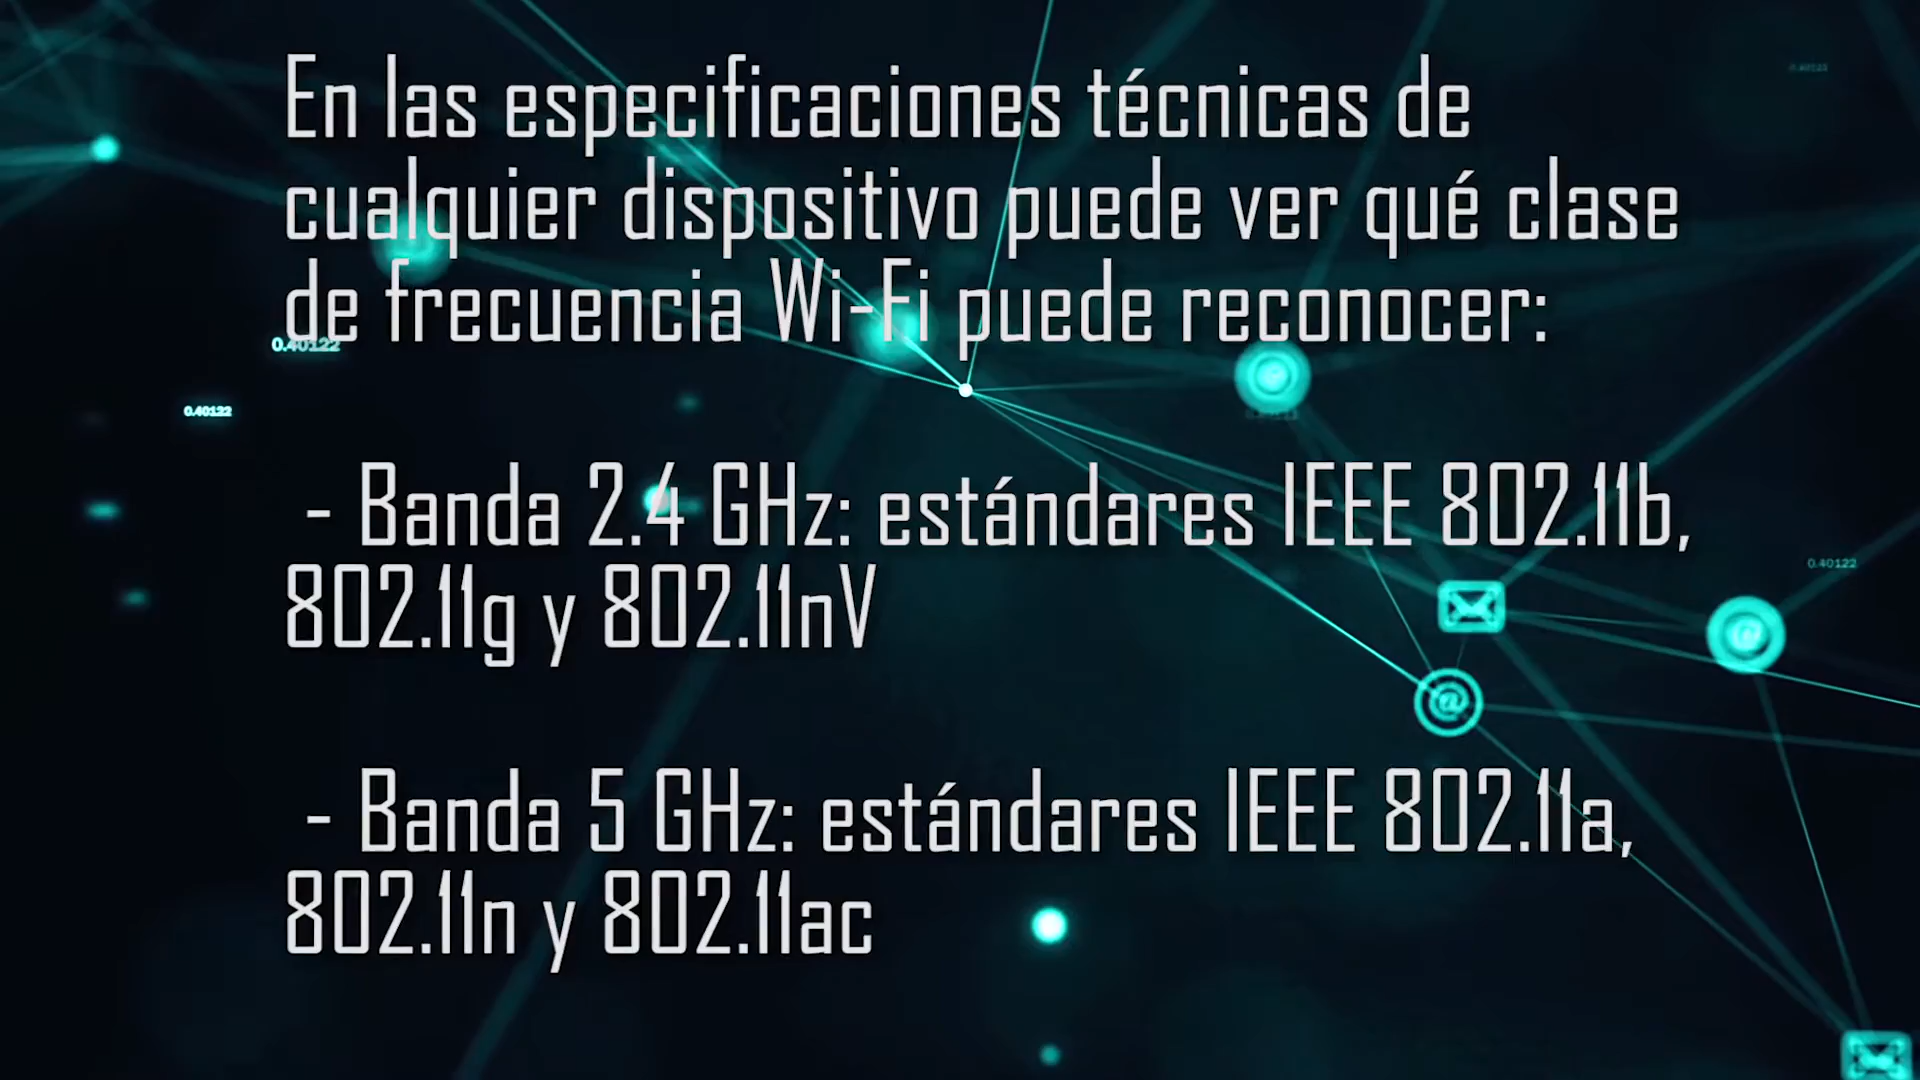 En las especificaciones técnicas de
cualquier dispositivo puede ver qué clase
de frecuencia Wi-Fi puede reconocer:
0.40122
0.40122
- Banda 2.4 GHz: estándares IEEE 802.11b,
802.11g y 802.11nV
0.40122
- Banda 5 GHz: estándares IEEE 802.11a,
802.11n y 802.11ac